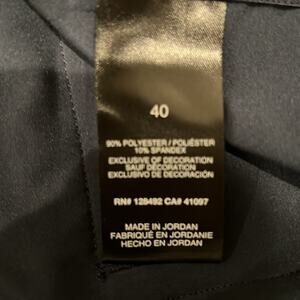 40
90% POLYESTER / POLIÉSTER
10% SPANDEX
EXCLUSIVE OF DECORATION
SAUF DÉCORATION
EXCLUSIVO DE DECORACIÓN
RN# 128492 CA# 41097
MADE IN JORDAN
FABRIQUÉ EN JORDANIE
HECHO EN JORDAN